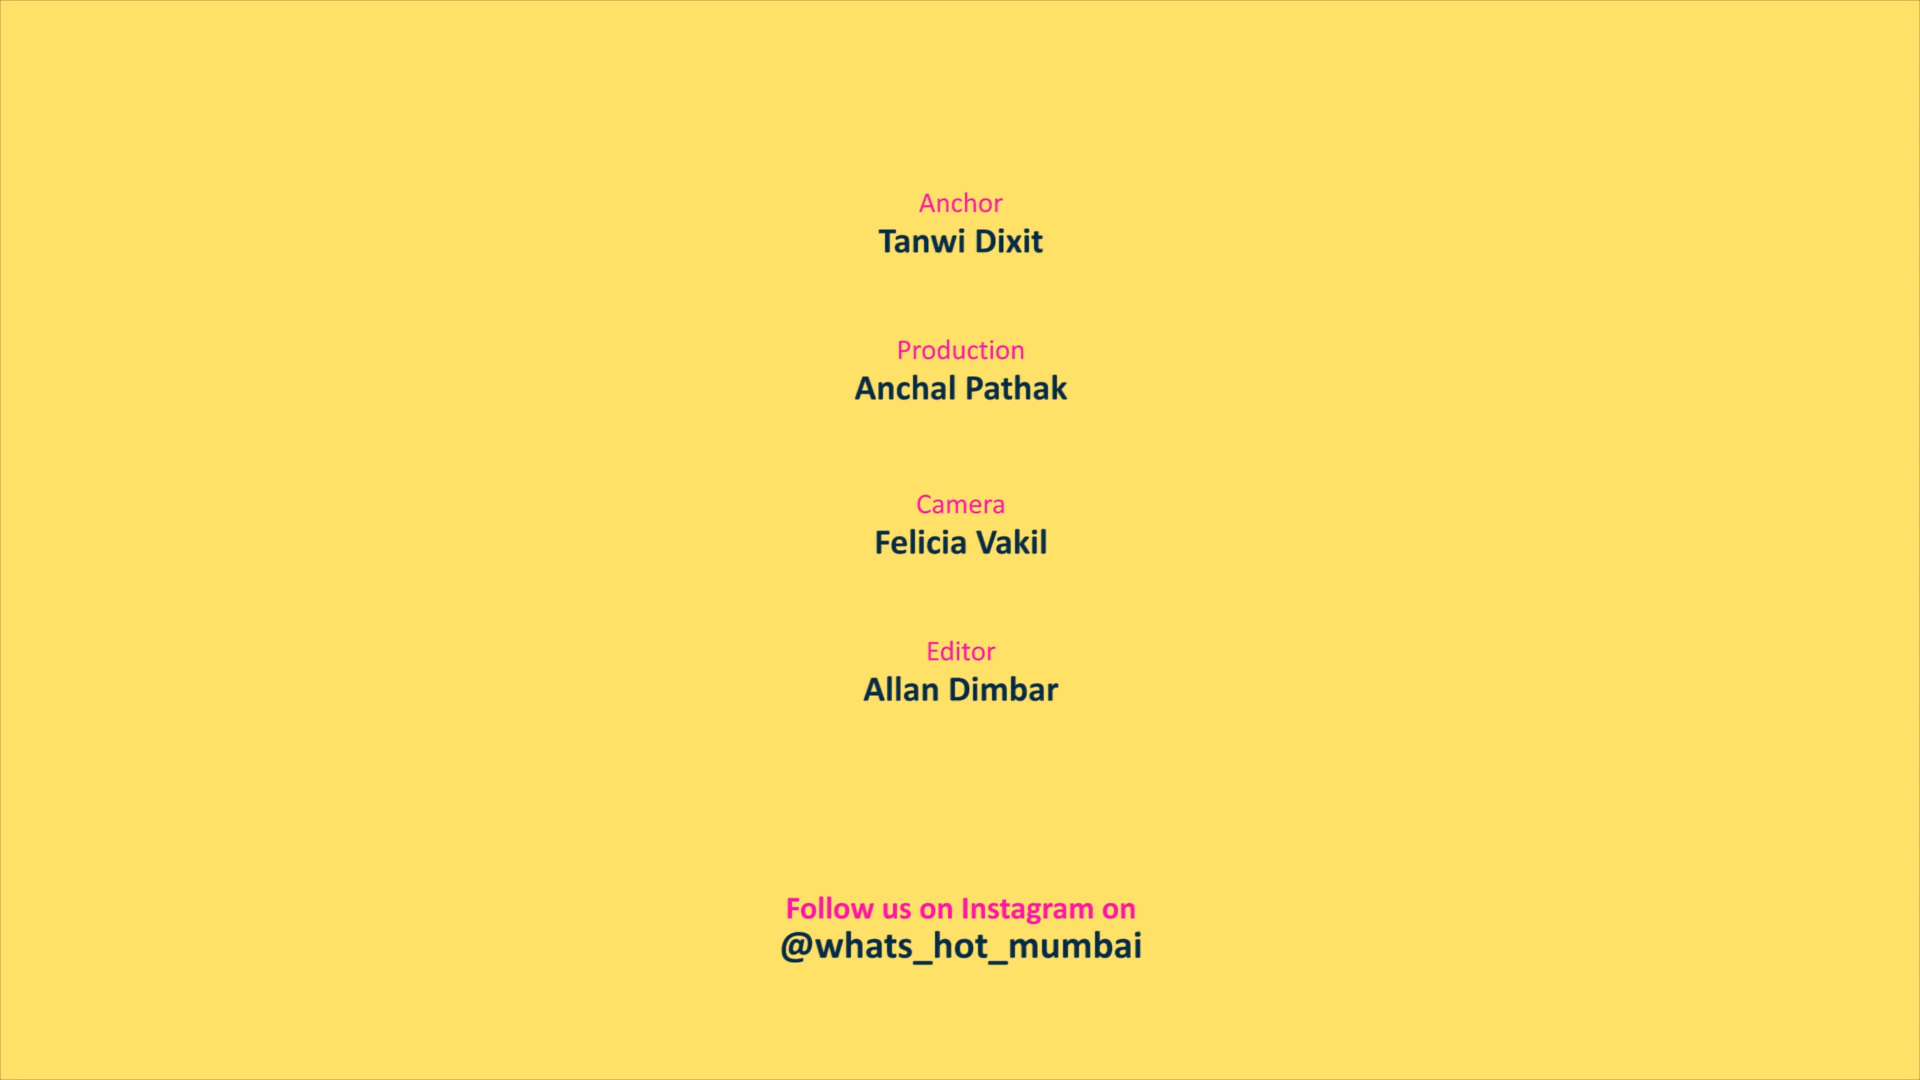 Anchor
Tanwi Dixit
Production
Anchal Pathak
Camera
Felicia Vakil
Editor
Allan Dimbar
Follow us on Instagram on
@whats_hot_mumbai